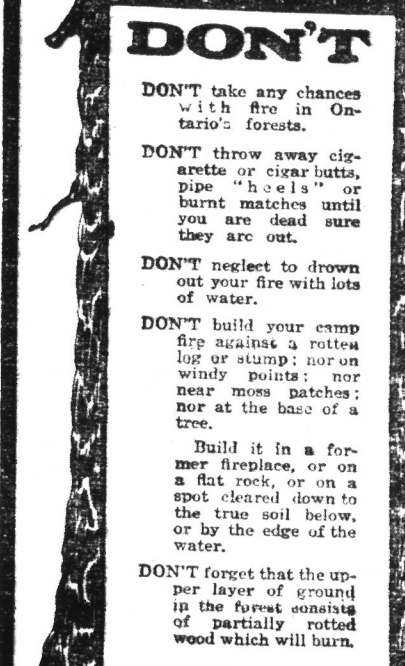 DON'T
DON'T take any chances
with fire in On-
tario's forests.
DON'T throw away cig-
arette or cigar butts,
pipe "heels" or
burnt matches until
you are dead sure
they are out.
DON'T neglect to drown
out your fire with lots
of water.
DON'T build your camp
fire against a rotten
log or stump; nor on
windy points; nor
near moss patches;
nor at the base of a
tree.
Build it in a for-
mer fireplace, or on
a flat rock, or on a
spot cleared down to
the true soil below,
or by the edge of the
water.
DON'T forget that the up-
per layer of ground
in the forest consists
of partially rotted
wood which will burn.